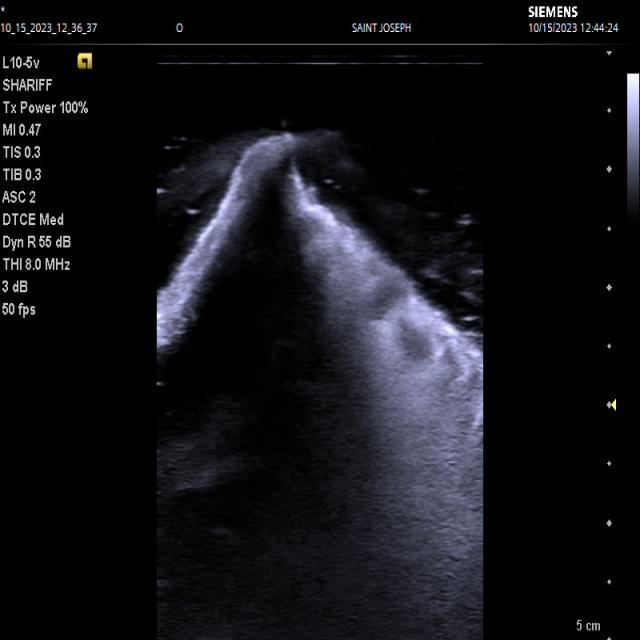 *
SIEMENS
10_15_2023_12_36_37 O SAINT JOSEPH 10/15/2023 12:44:24
L10-5v
SHARIFF
Tx Power 100%
MI 0.47
TIS 0.3
TIB 0.3
ASC 2
DTCE Med
Dyn R 55 dB
THI 8.0 MHz
3 dB
50 fps
5 cm